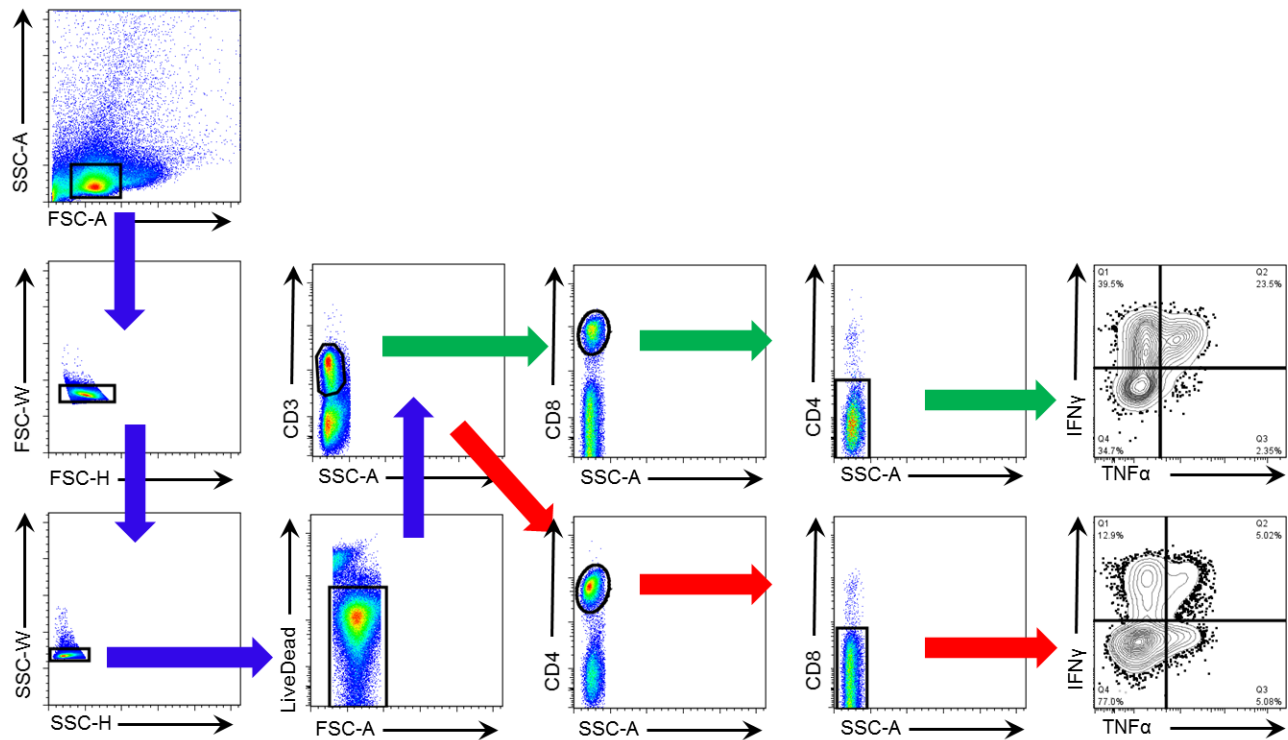 SSC-A
FSC-A
FSC-W
FSC-H
CD3
SSC-A
CD8
SSC-A
CD4
SSC-A
IFNγ
Q1
39.5%
Q2
23.5%
Q4
34.7%
Q3
2.35%
TNFα
SSC-W
SSC-H
LiveDead
FSC-A
CD4
SSC-A
CD8
SSC-A
IFNγ
Q1
12.9%
Q2
5.02%
Q4
77.0%
Q3
5.08%
TNFα